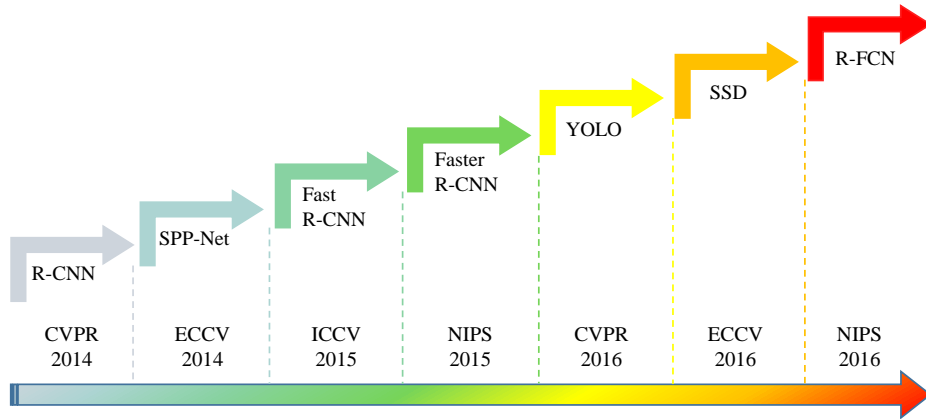 R-CNN
SPP-Net
Fast
R-CNN
Faster
R-CNN
YOLO
SSD
R-FCN
CVPR
2014
ECCV
2014
ICCV
2015
NIPS
2015
CVPR
2016
ECCV
2016
NIPS
2016